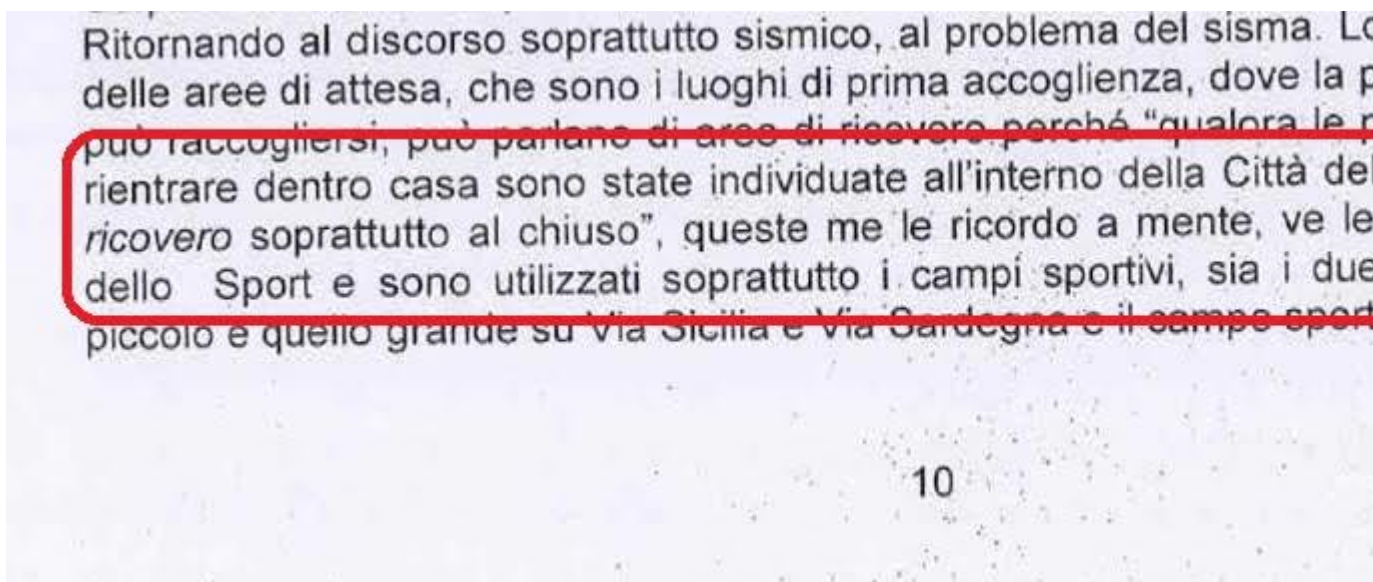 Ritornando al discorso soprattutto sismico, al problema del sisma.
delle aree di attesa, che sono i luoghi di prima accoglienza, dove la
può raccogliersi, può parlano di aree di ricovero perché “qualora le
rientrare dentro casa sono state individuate all'interno della Città
ricovero soprattutto al chiuso”, queste me le ricordo a mente, ve le
dello Sport e sono utilizzati soprattutto i campi sportivi, sia i due
piccolo e quello grande su Via Sicilia e Via Sardegna e il campo
10